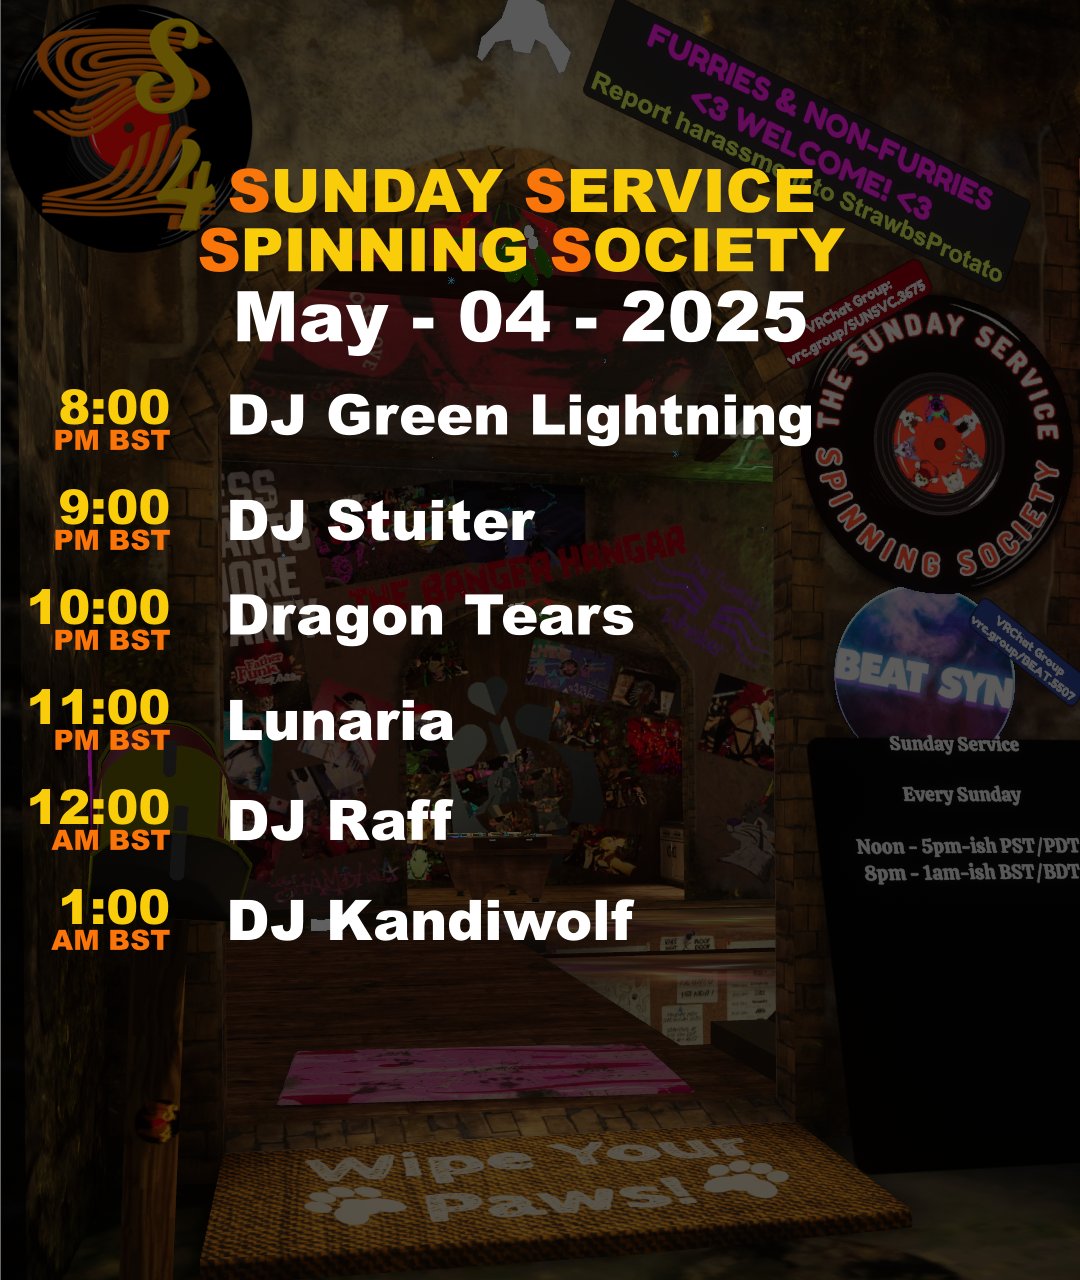 S
S
4
FURRIES & NON-FURRIES
<3 WELCOME! <3
Report harassment to StrawbsProtato
SUNDAY SERVICE
SPINNING SOCIETY
May - 04 - 2025
VRChat Group:
vrc.group/SUNSVC.3675
THE SUNDAY SERVICE
SPINNING SOCIETY
8:00
PM BST
DJ Green Lightning
9:00
PM BST
DJ Stuiter
THE BANGER HANGAR
10:00
PM BST
Dragon Tears
VRChat Group
vrc.group/BEAT.5507
BEAT SYN
11:00
PM BST
Lunaria
12:00
AM BST
DJ Raff
1:00
AM BST
DJ Kandiwolf
Sunday Service
Every Sunday
Noon - 5pm-ish PST/PDT
8pm - 1am-ish BST/BDT
Wipe Your
Paws!